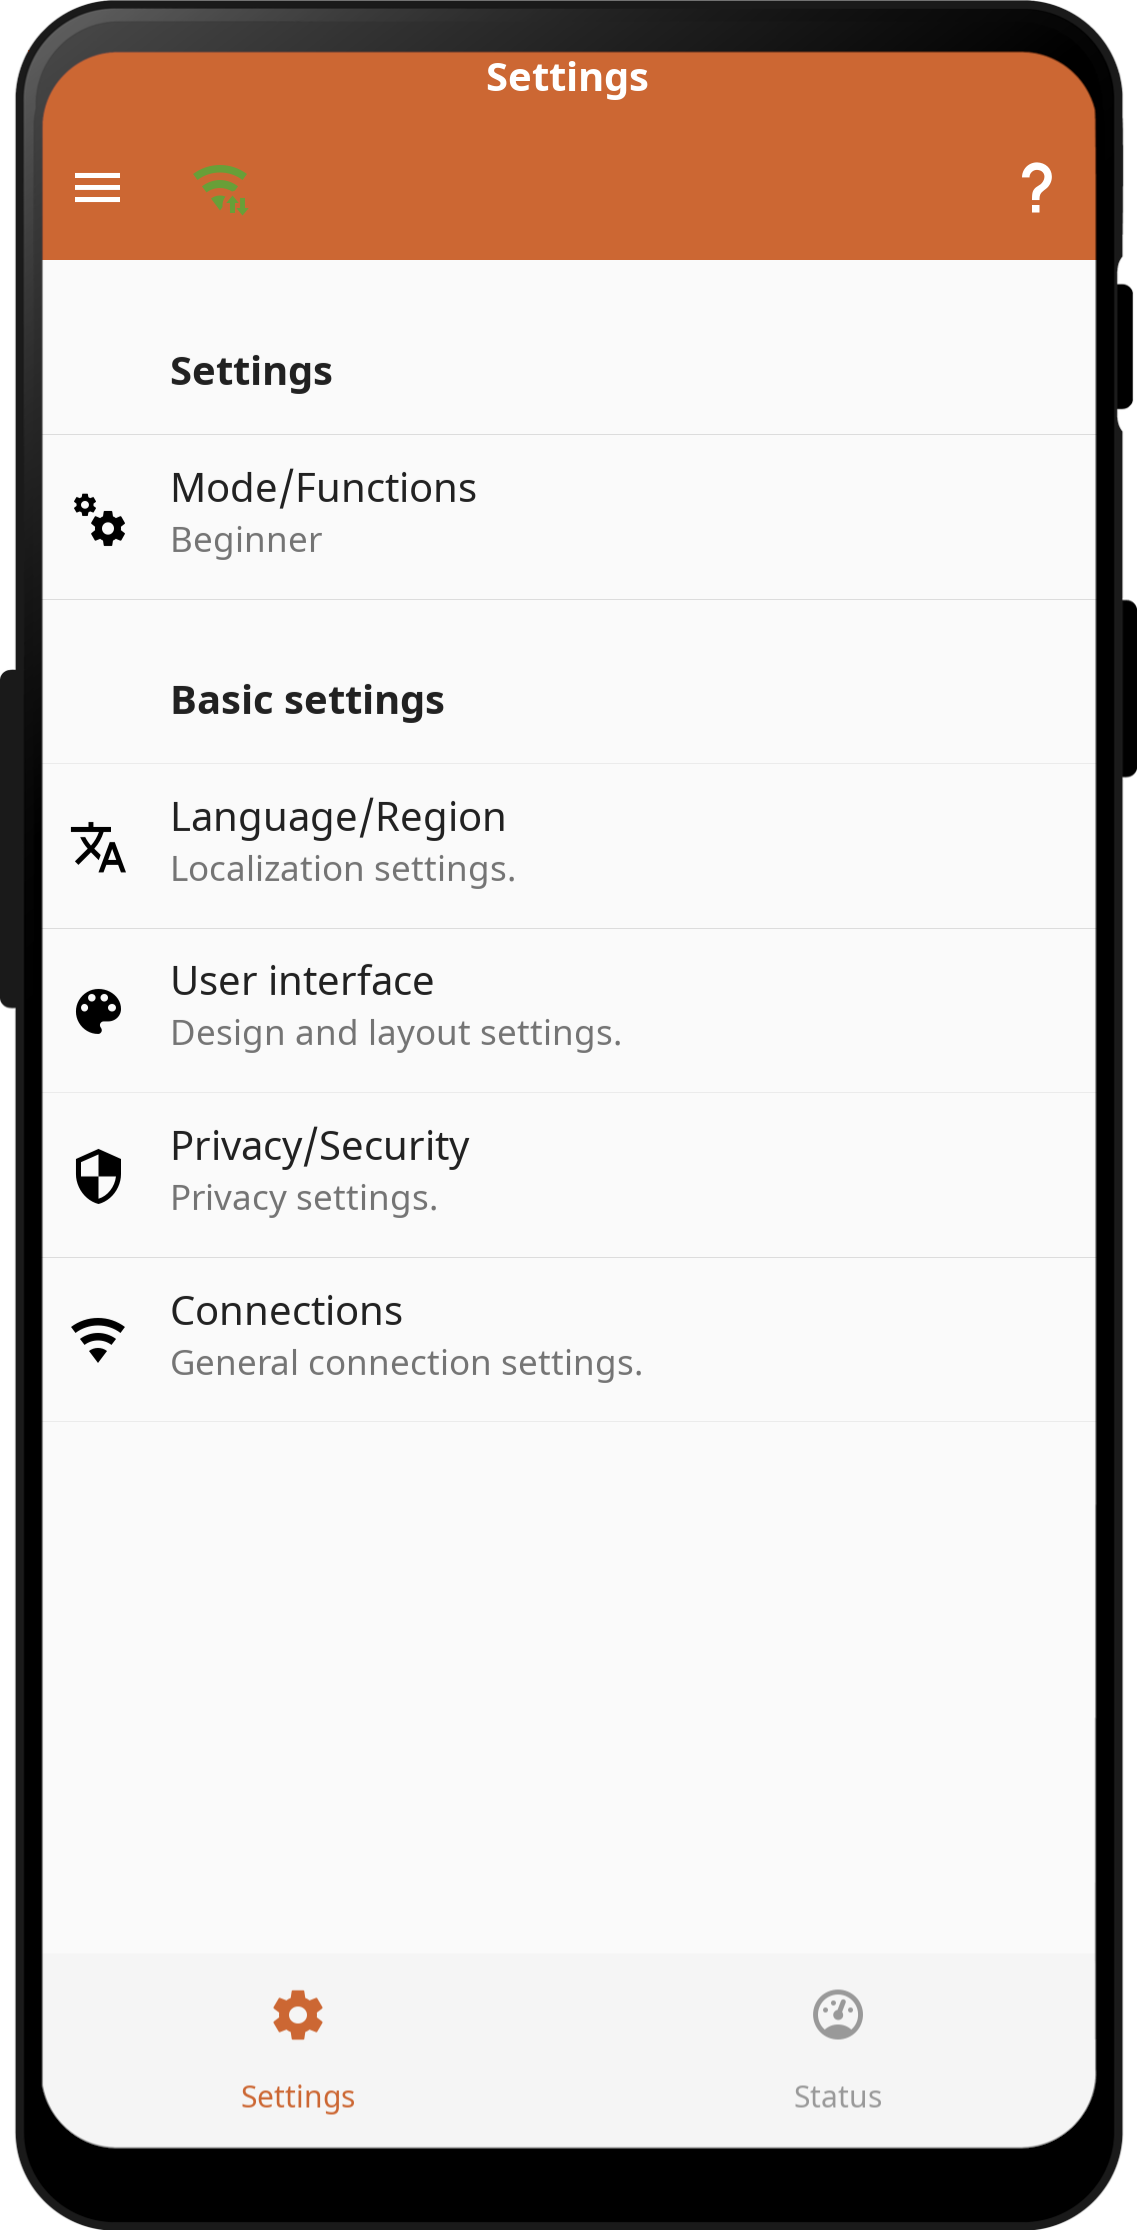 Settings
?
Settings
Mode/Functions
Beginner
Basic settings
Language/Region
Localization settings.
User interface
Design and layout settings.
Privacy/Security
Privacy settings.
Connections
General connection settings.
Settings
Status